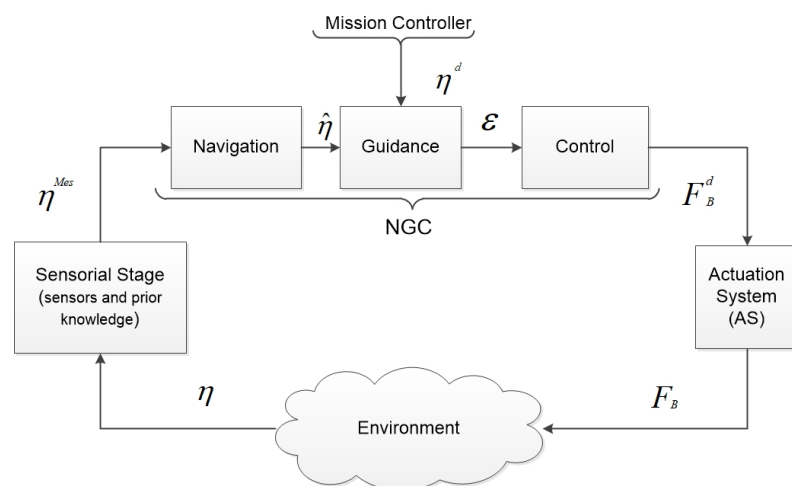 Mission Controller
η^d
Navigation
η̂
Guidance
ε
Control
η^Mes
NGC
F_B^d
Sensorial Stage
(sensors and prior
knowledge)
Actuation
System
(AS)
η
Environment
F_B